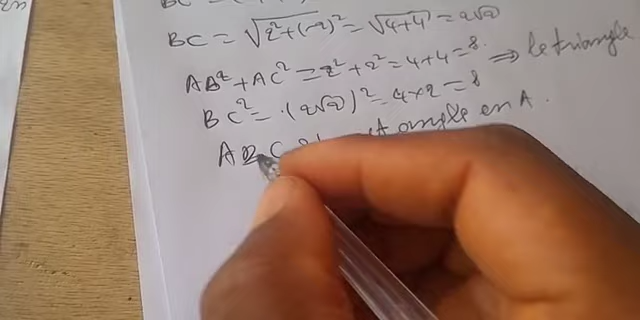 BC = √2²+(-2)² = √4+4 = 2√2
AB²+AC² = 2²+2² = 4+4 = 8. ⇒ le triangle
BC² = (2√2)² = 4×2 = 8
ABC angle en A.